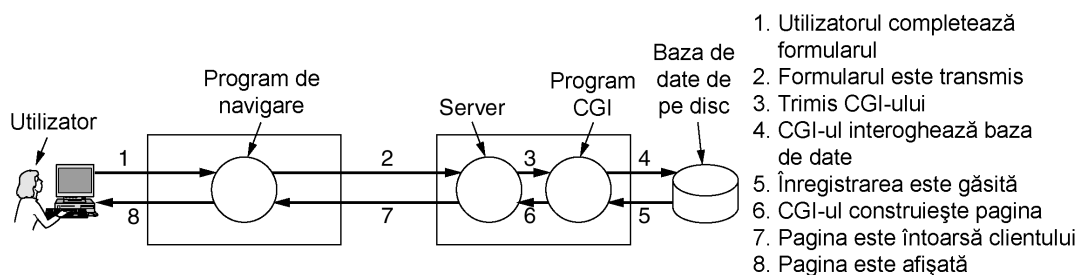 Utilizator
Program de
navigare
Server
Program
CGI
Baza de
date de
pe disc
1
2
3
4
8
7
6
5
1. Utilizatorul completează
formularul
2. Formularul este transmis
3. Trimis CGI-ului
4. CGI-ul interoghează baza
de date
5. Înregistrarea este găsită
6. CGI-ul construieşte pagina
7. Pagina este întoarsă clientului
8. Pagina este afişată